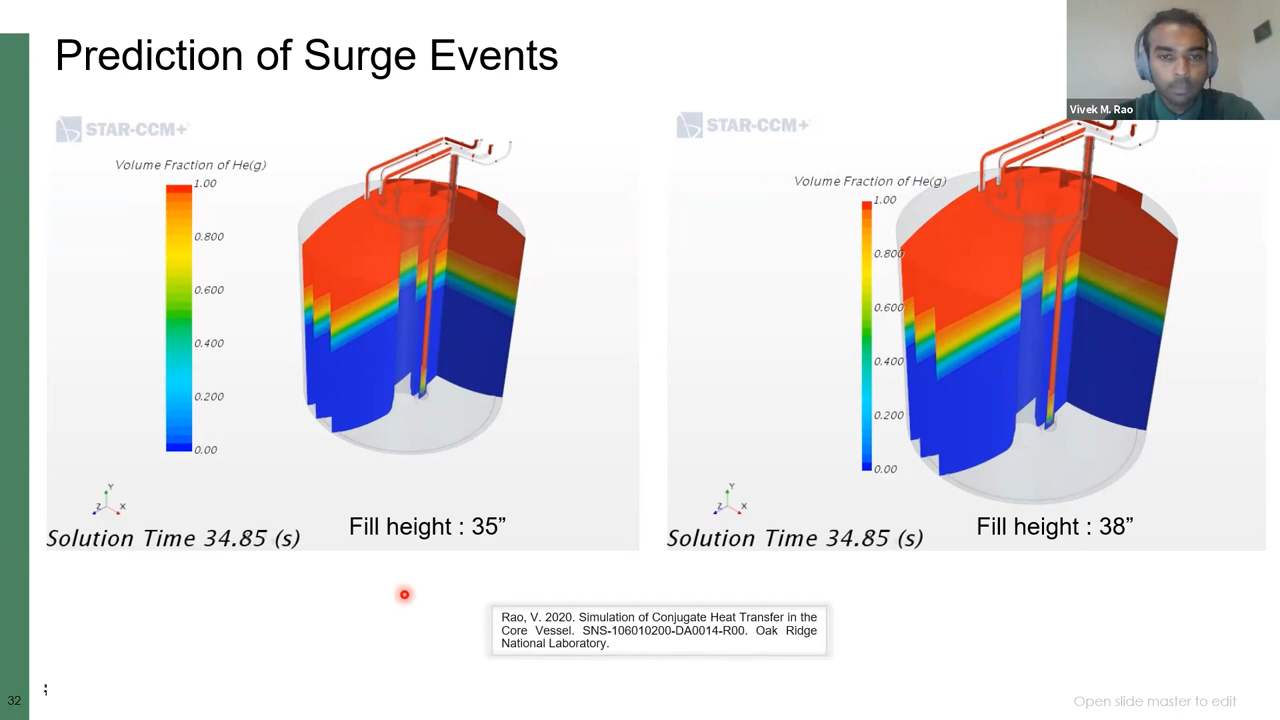 Prediction of Surge Events
Vivek M. Rao
STAR-CCM+
Volume Fraction of He(g)
1.00
0.800
0.600
0.400
0.200
0.00
Y
Z
X
Solution Time 34.85 (s)
Fill height : 35”
STAR-CCM+
Volume Fraction of He(g)
1.00
0.800
0.600
0.400
0.200
0.00
Y
Z
X
Solution Time 34.85 (s)
Fill height : 38”
Rao, V. 2020. Simulation of Conjugate Heat Transfer in the
Core Vessel. SNS-106010200-DA0014-R00. Oak Ridge
National Laboratory.
32
Open slide master to edit